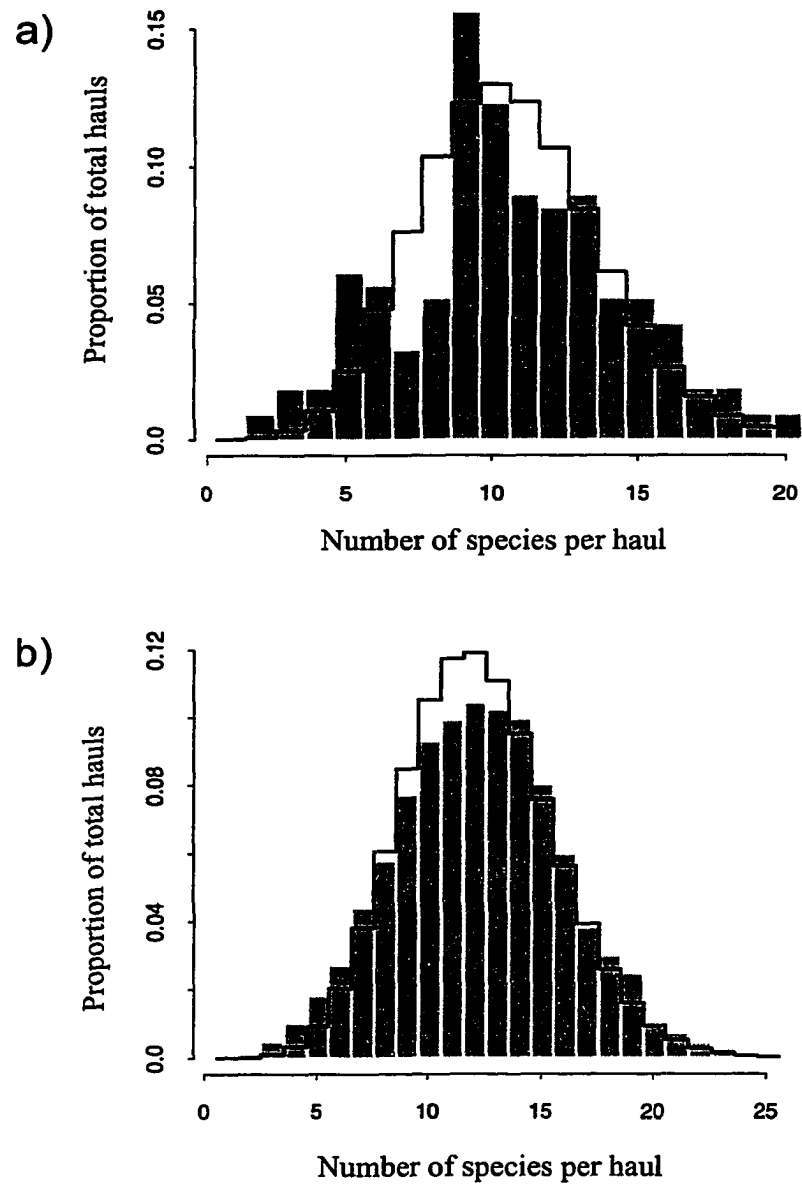 a)
Proportion of total hauls
0.15
0.10
0.05
0.0
0 5 10 15 20
Number of species per haul
b)
Proportion of total hauls
0.12
0.08
0.04
0.0
0 5 10 15 20 25
Number of species per haul